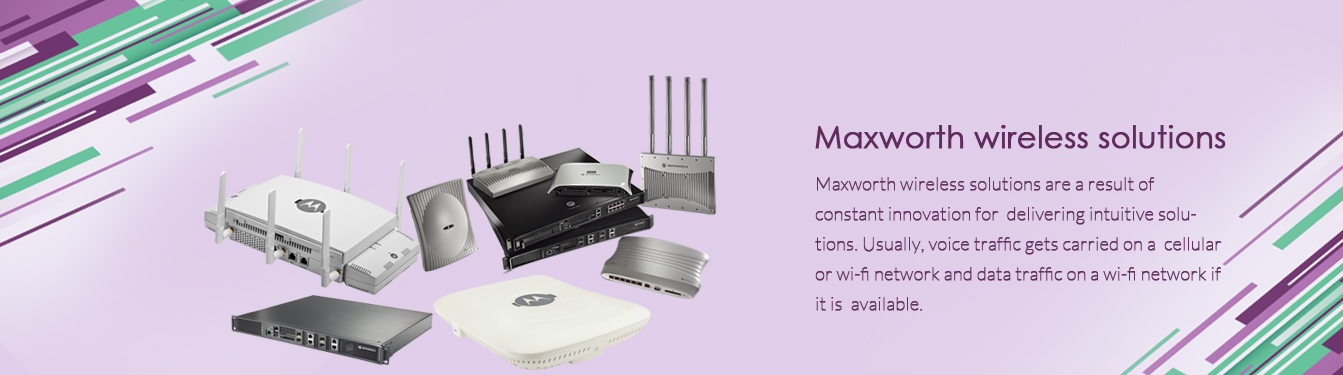 Maxworth wireless solutions
Maxworth wireless solutions are a result of
constant innovation for delivering intuitive solu-
tions. Usually, voice traffic gets carried on a cellular
or wi-fi network and data traffic on a wi-fi network if
it is available.